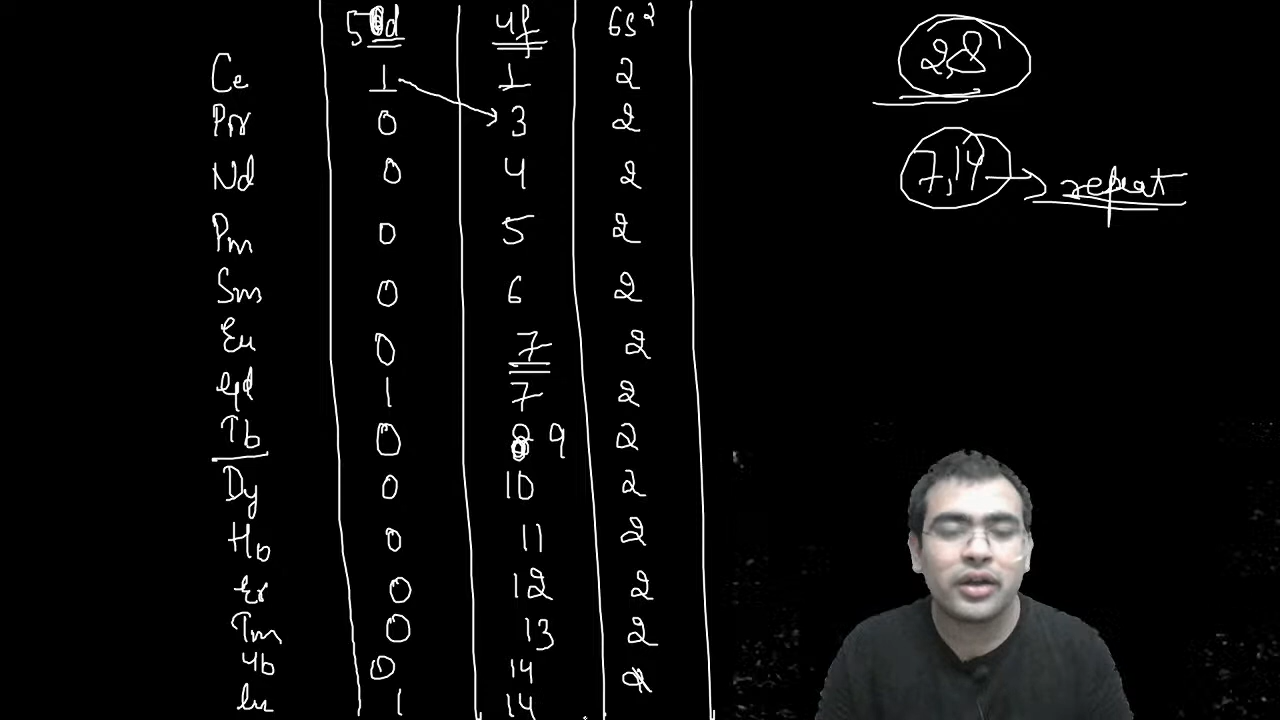 5d 4f 6s²
Ce 1 1 2
Pr 0 3 2
Nd 0 4 2
Pm 0 5 2
Sm 0 6 2
Eu 0 7 2
Gd 1 7 2
Tb 0 9 2
Dy 0 10 2
Ho 0 11 2
Er 0 12 2
Tm 0 13 2
Yb 0 14
Lu 1 14
2,8
7,14 → repeat